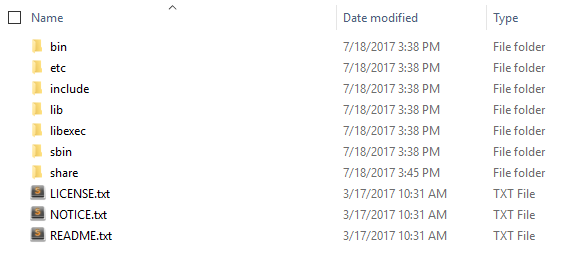 Name Date modified Type
bin 7/18/2017 3:38 PM File folder
etc 7/18/2017 3:38 PM File folder
include 7/18/2017 3:38 PM File folder
lib 7/18/2017 3:38 PM File folder
libexec 7/18/2017 3:38 PM File folder
sbin 7/18/2017 3:38 PM File folder
share 7/18/2017 3:45 PM File folder
LICENSE.txt 3/17/2017 10:31 AM TXT File
NOTICE.txt 3/17/2017 10:31 AM TXT File
README.txt 3/17/2017 10:31 AM TXT File